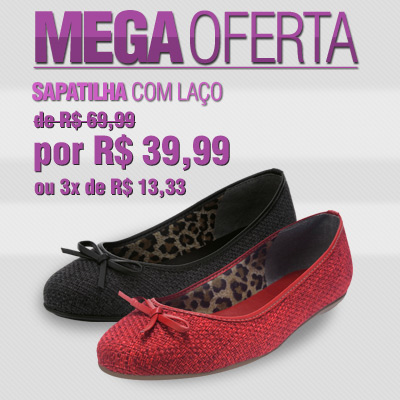 MEGA OFERTA
SAPATILHA COM LAÇO
de R$ 69,99
por R$ 39,99
ou 3x de R$ 13,33